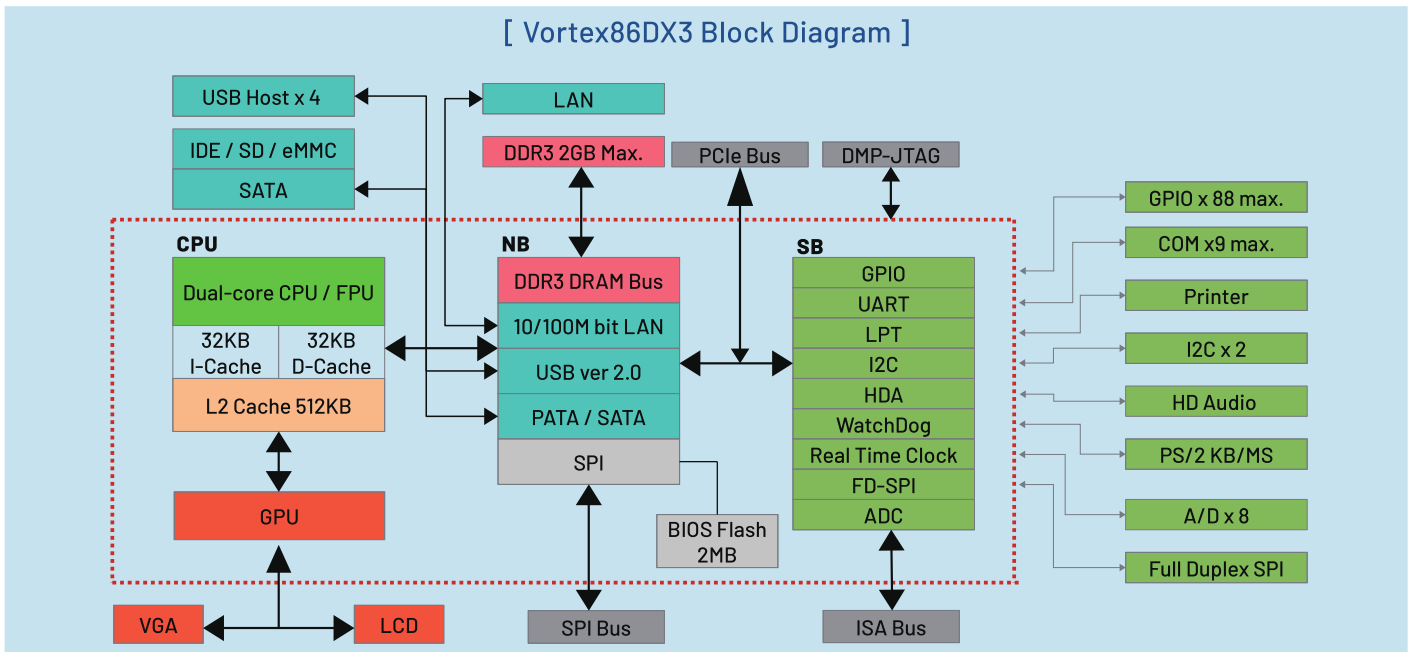 [ Vortex86DX3 Block Diagram ]
USB Host x 4
IDE / SD / eMMC
SATA
LAN
DDR3 2GB Max.
PCIe Bus
DMP-JTAG
CPU
Dual-core CPU / FPU
32KB
I-Cache
32KB
D-Cache
L2 Cache 512KB
GPU
VGA
LCD
NB
DDR3 DRAM Bus
10/100M bit LAN
USB ver 2.0
PATA / SATA
SPI
BIOS Flash
2MB
SPI Bus
SB
GPIO
UART
LPT
I2C
HDA
WatchDog
Real Time Clock
FD-SPI
ADC
ISA Bus
GPIO x 88 max.
COM x9 max.
Printer
I2C x 2
HD Audio
PS/2 KB/MS
A/D x 8
Full Duplex SPI